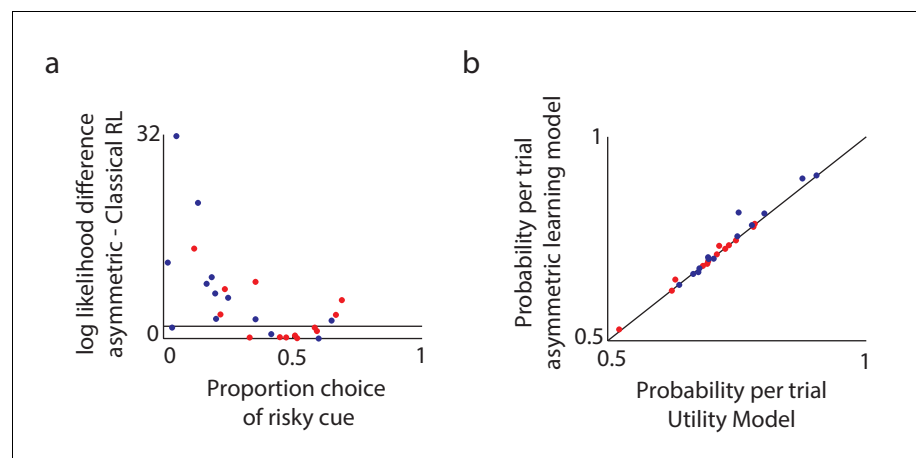 a
log likelihood difference
asymmetric - Classical RL
32
0
0
0.5
1
Proportion choice
of risky cue
b
Probability per trial
asymmetric learning model
1
0.5
0.5
1
Probability per trial
Utility Model